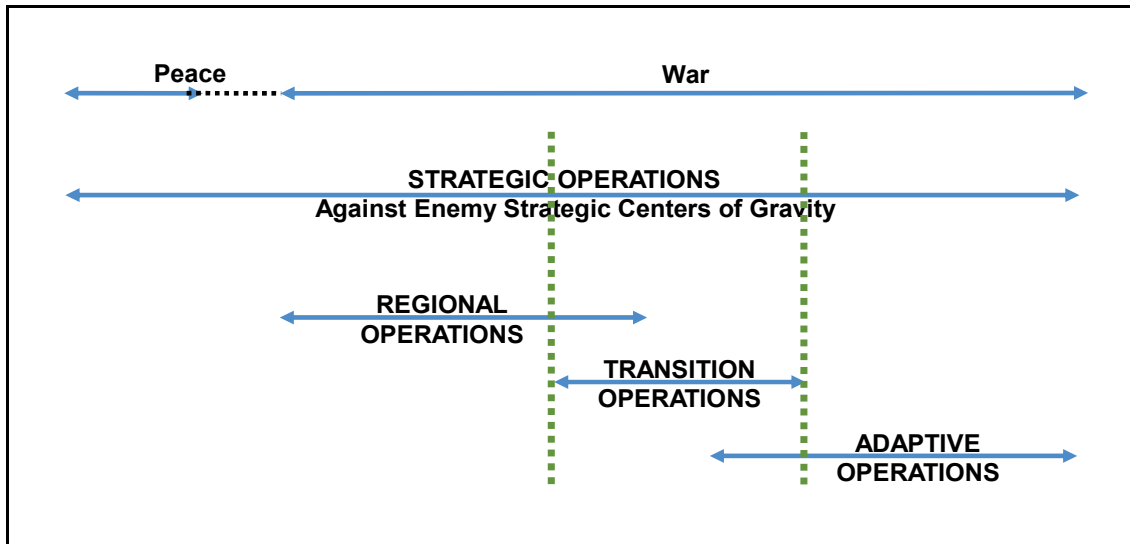 Peace
War
STRATEGIC OPERATIONS
Against Enemy Strategic Centers of Gravity
REGIONAL
OPERATIONS
TRANSITION
OPERATIONS
ADAPTIVE
OPERATIONS